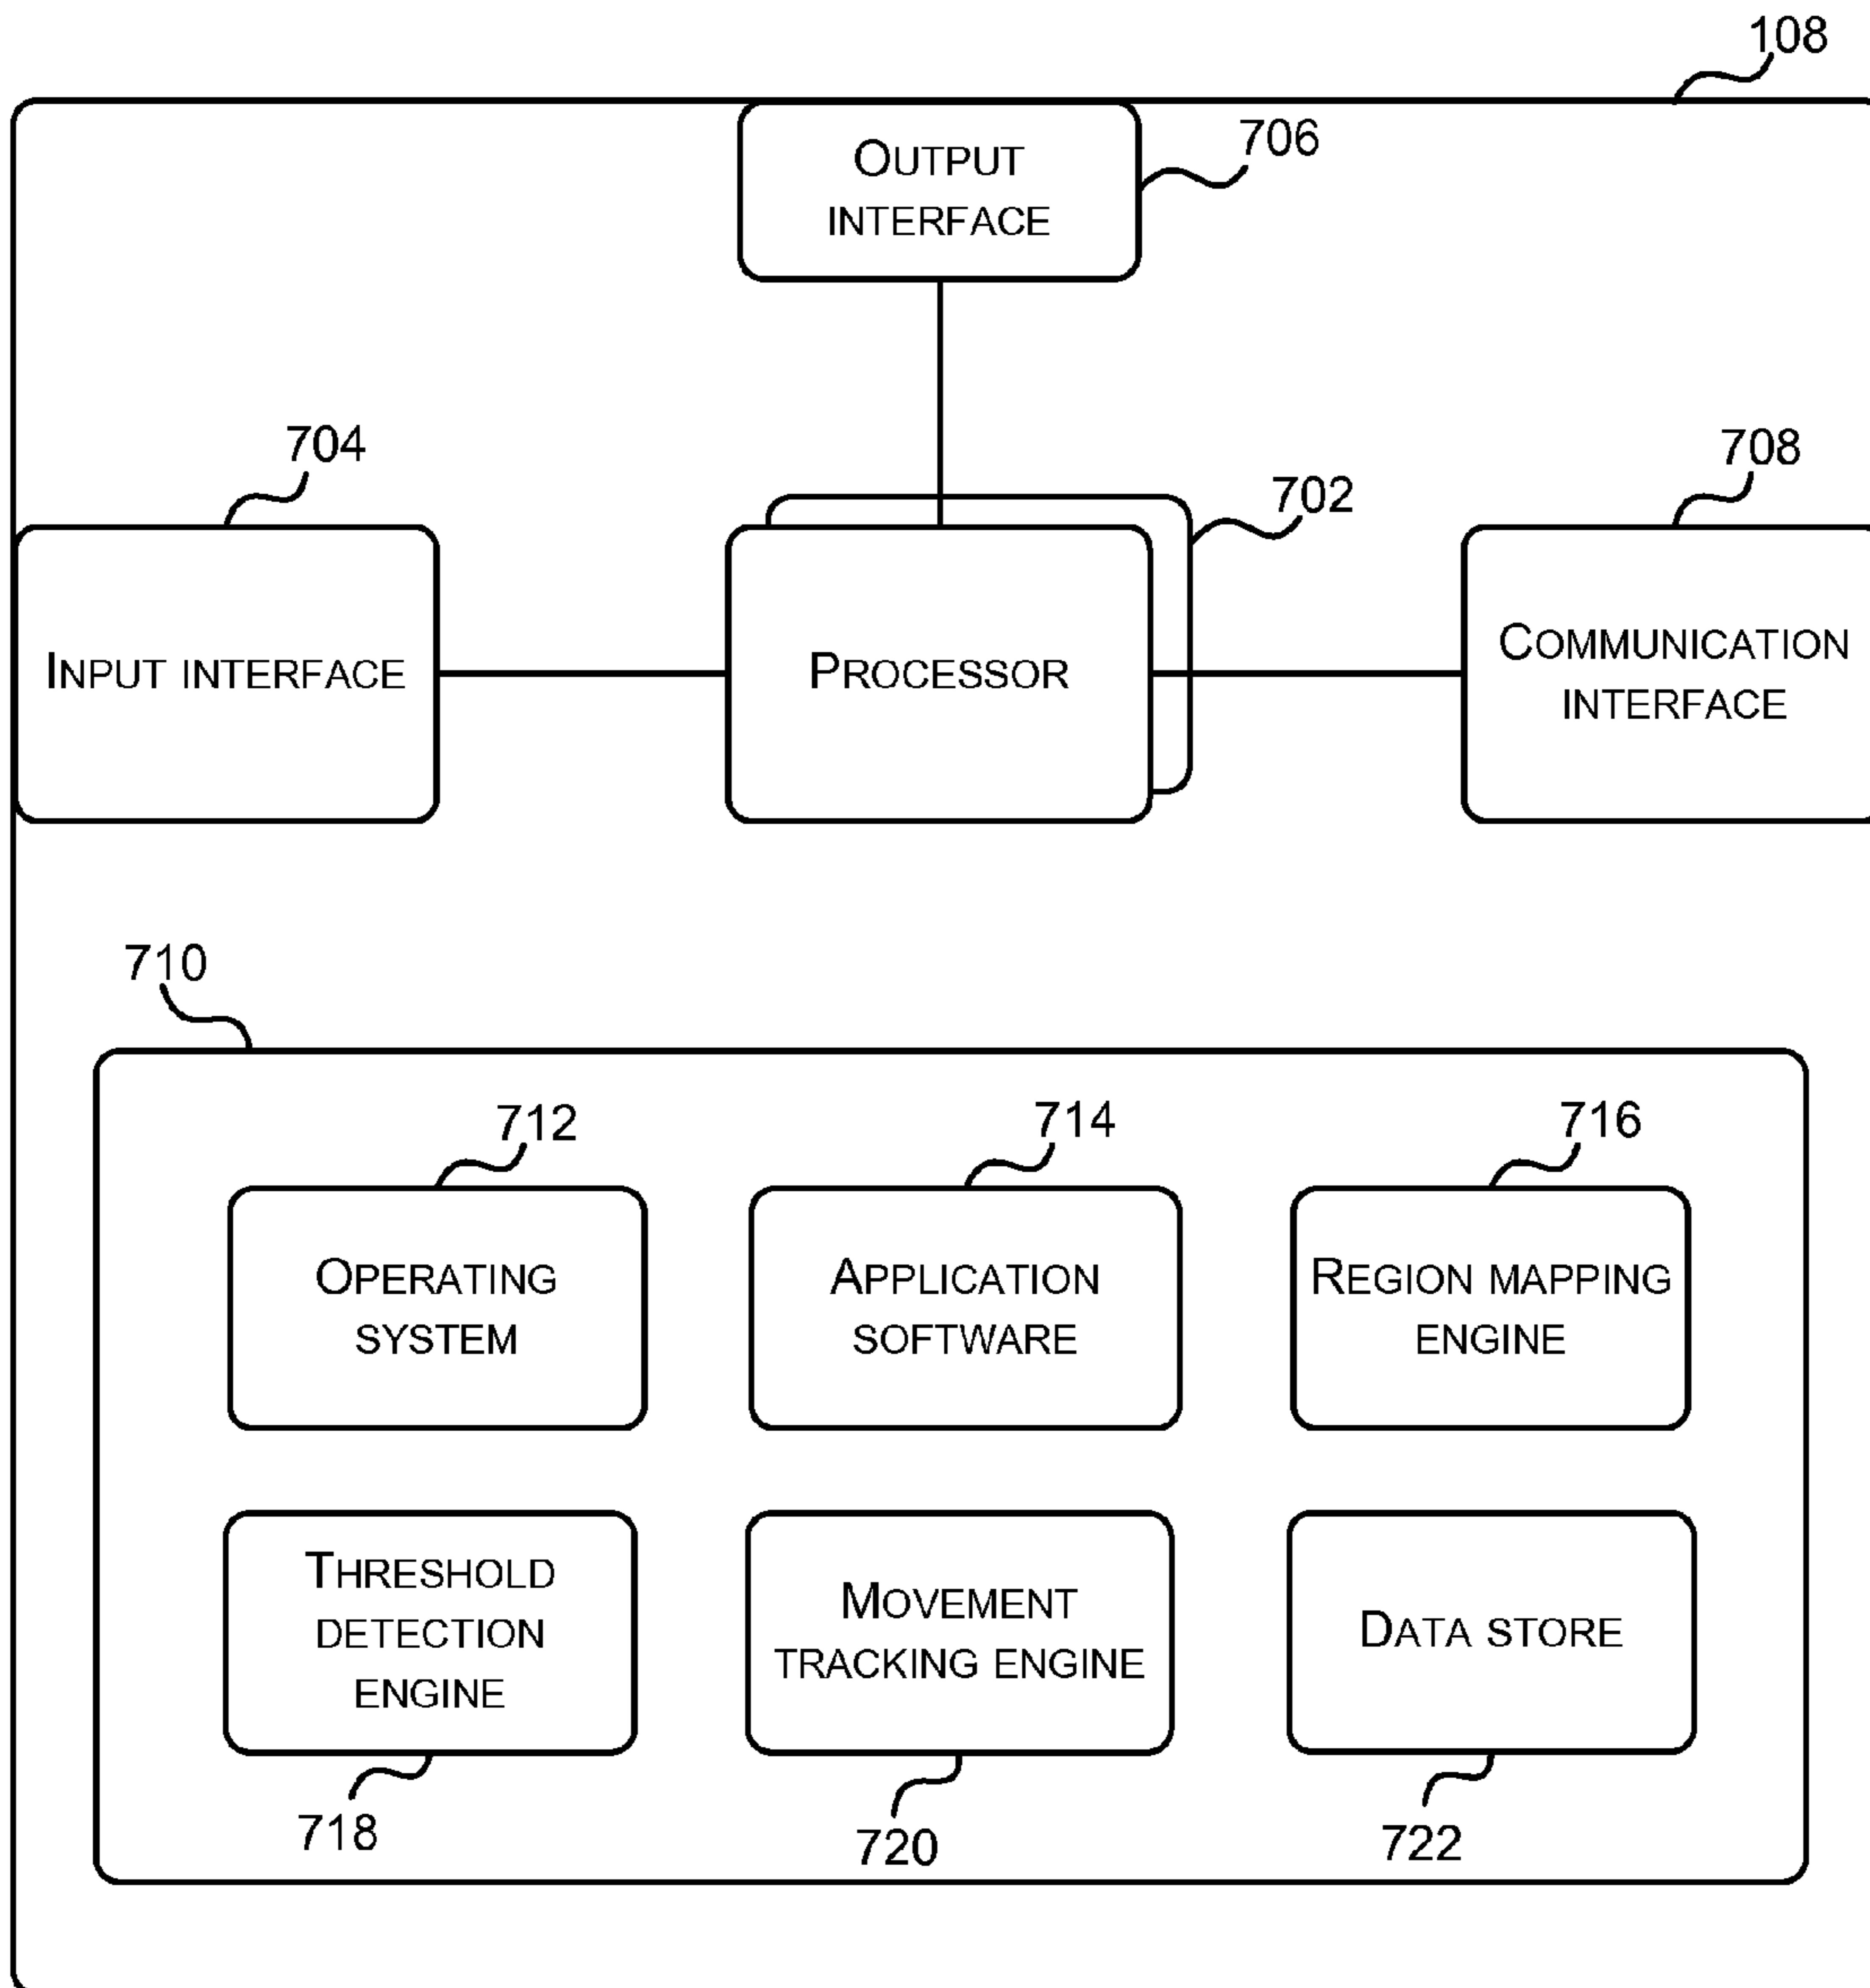 108
OUTPUT
INTERFACE
706
704
708
702
INPUT INTERFACE
PROCESSOR
COMMUNICATION
INTERFACE
710
712
714
716
OPERATING
SYSTEM
APPLICATION
SOFTWARE
REGION MAPPING
ENGINE
THRESHOLD
DETECTION
ENGINE
MOVEMENT
TRACKING ENGINE
DATA STORE
718
720
722